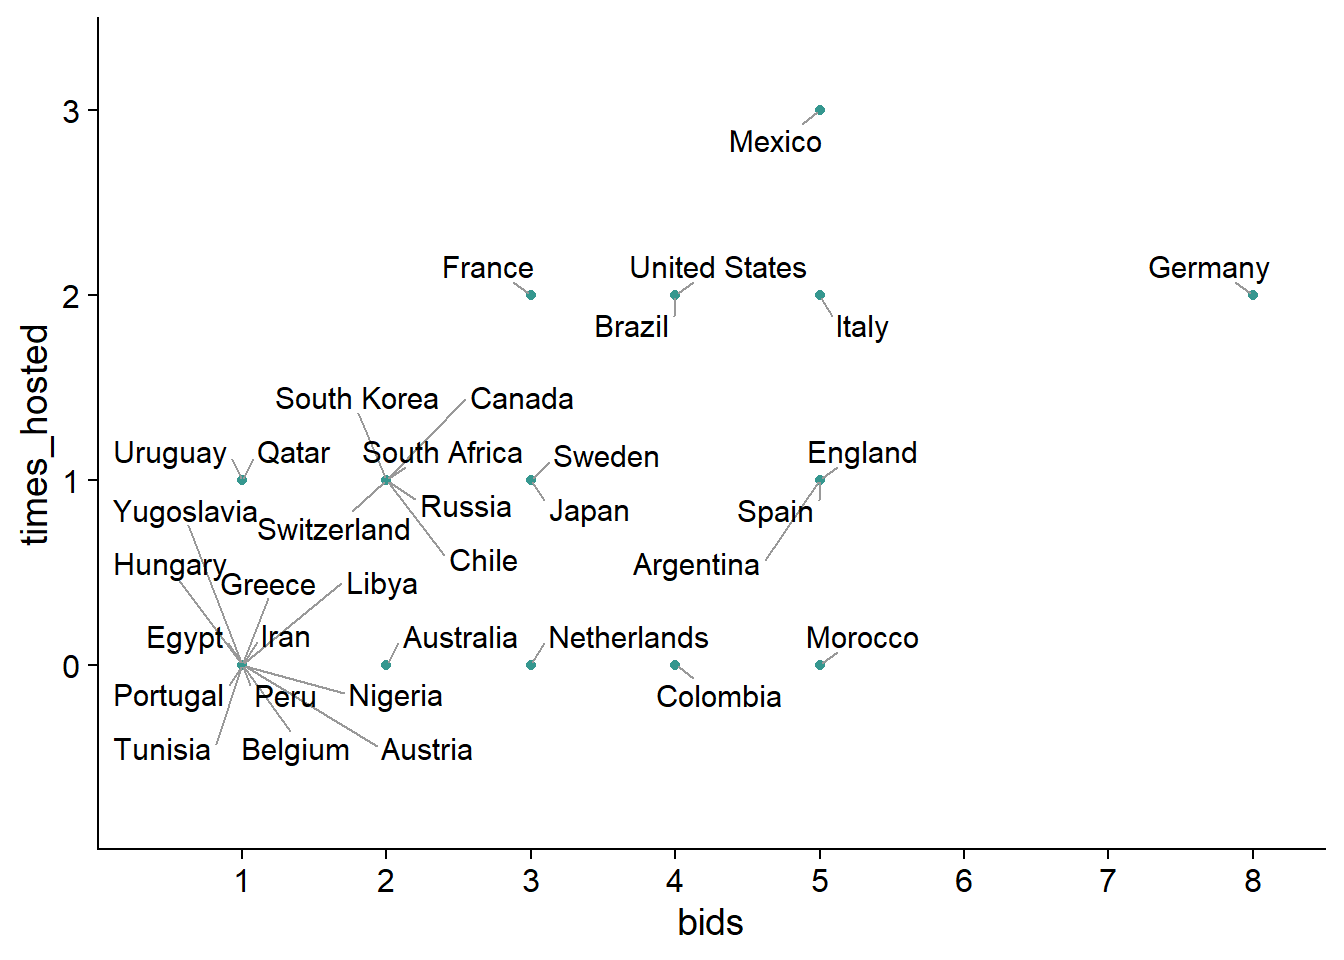 3
Mexico
France
United States
Germany
2
Brazil
Italy
South Korea
Canada
Uruguay
Qatar
South Africa
Sweden
England
1
Yugoslavia
Russia
Japan
Spain
Switzerland
Hungary
Chile
Argentina
Greece
Libya
Egypt
Iran
Australia
Netherlands
Morocco
0
Portugal
Peru
Nigeria
Colombia
Tunisia
Belgium
Austria
times_hosted
1 2 3 4 5 6 7 8
bids